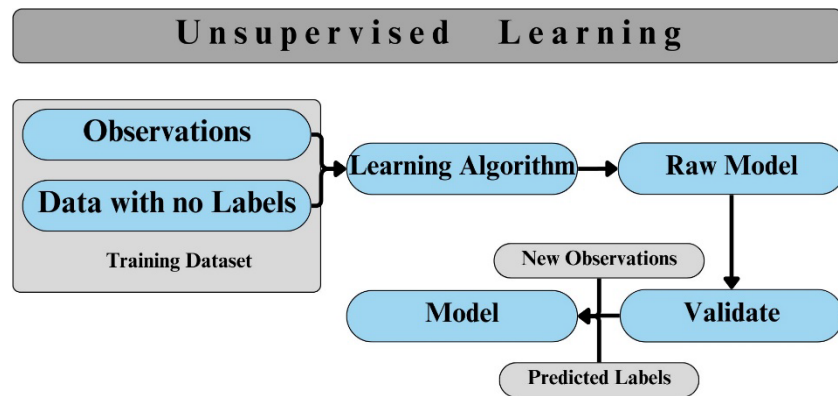 Unsupervised Learning
Observations
Data with no Labels
Training Dataset
Learning Algorithm
Raw Model
New Observations
Model
Validate
Predicted Labels